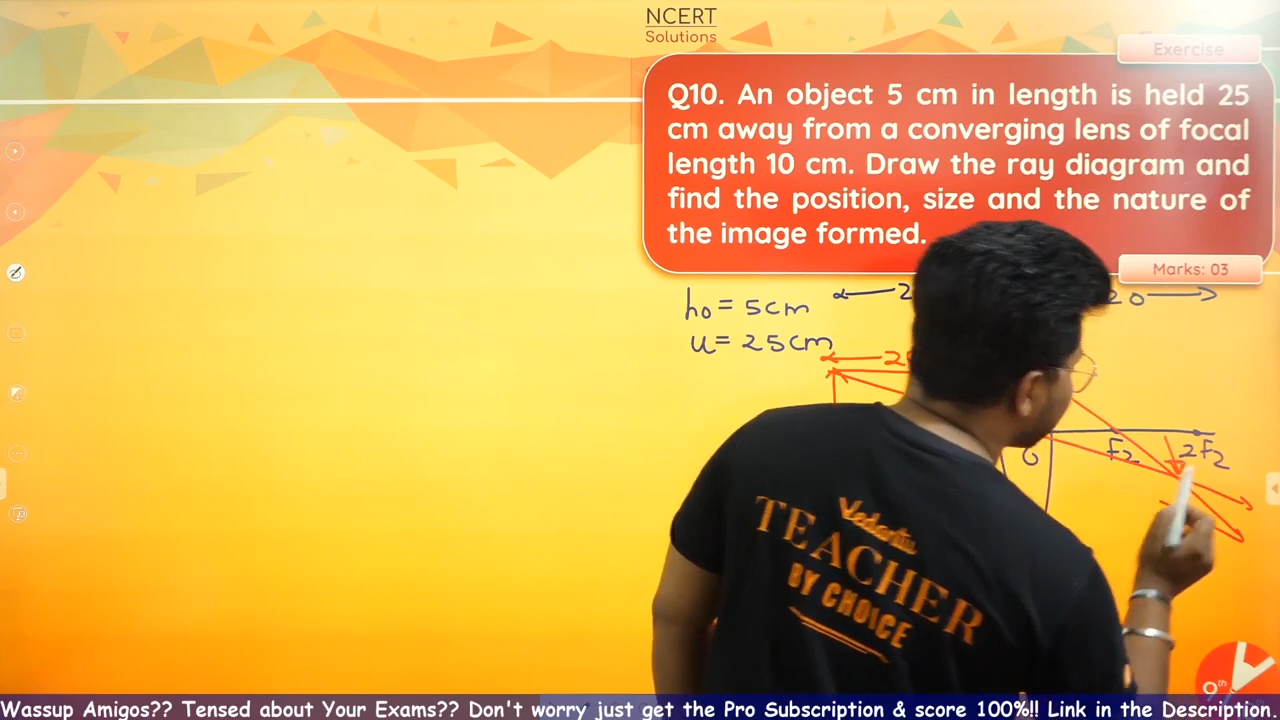 NCERT
Solutions
Exercise
Q10. An object 5 cm in length is held 25
cm away from a converging lens of focal
length 10 cm. Draw the ray diagram and
find the position, size and the nature of
the image formed.
Marks: 03
ho = 5cm
u = 25cm
20
F2
2F2
Vedantu
TEACHER
BY CHOICE
9th
Wassup Amigos?? Tensed about Your Exams?? Don't worry just get the Pro Subscription & score 100%!! Link in the Description.